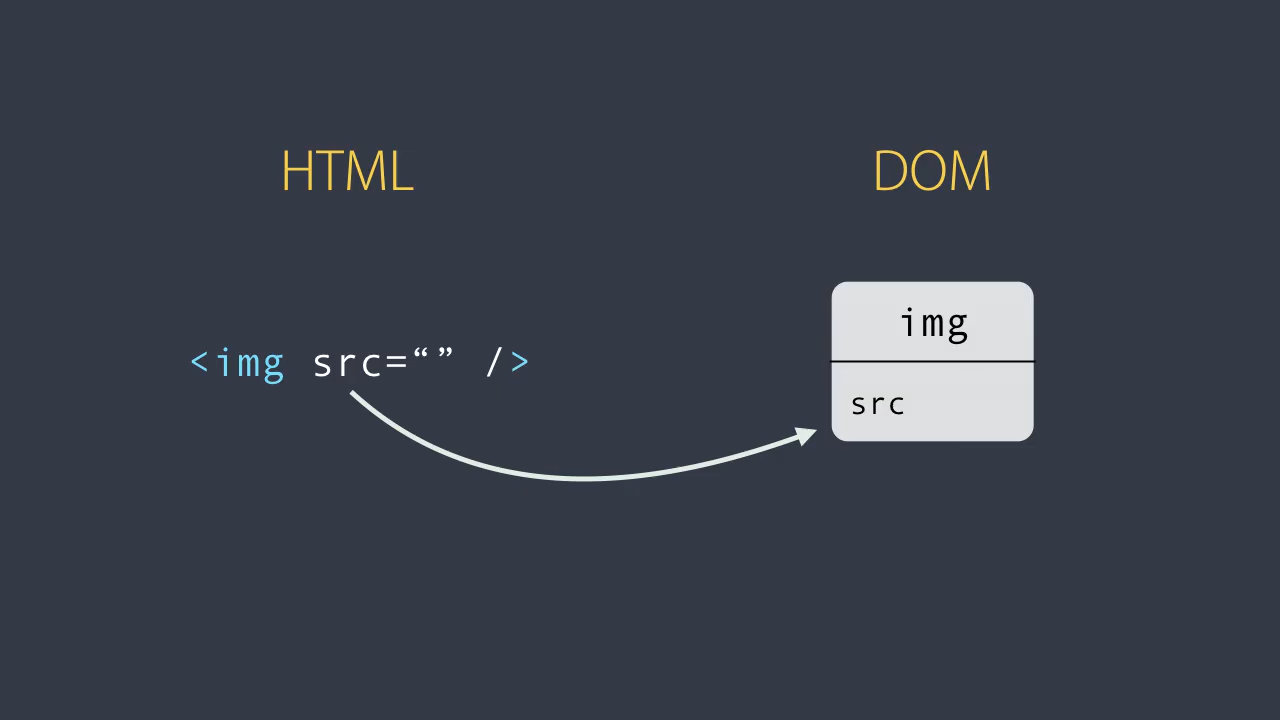 HTML
DOM
<img src=“” />
img
src